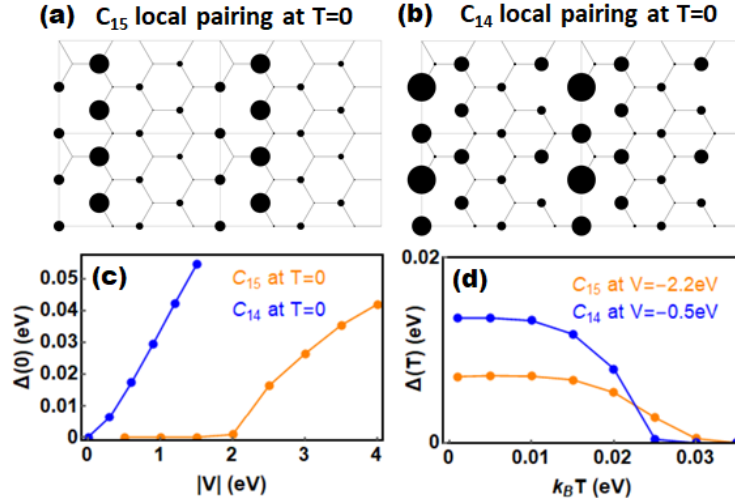 (a) C₁₅ local pairing at T=0
(b) C₁₄ local pairing at T=0
(c)
C₁₅ at T=0
C₁₄ at T=0
0.05
0.04
0.03
0.02
0.01
0
Δ(0) (eV)
0 1 2 3 4
|V| (eV)
(d)
C₁₅ at V=−2.2eV
C₁₄ at V=−0.5eV
0.02
0
Δ(T) (eV)
0 0.01 0.02 0.03
k_BT (eV)